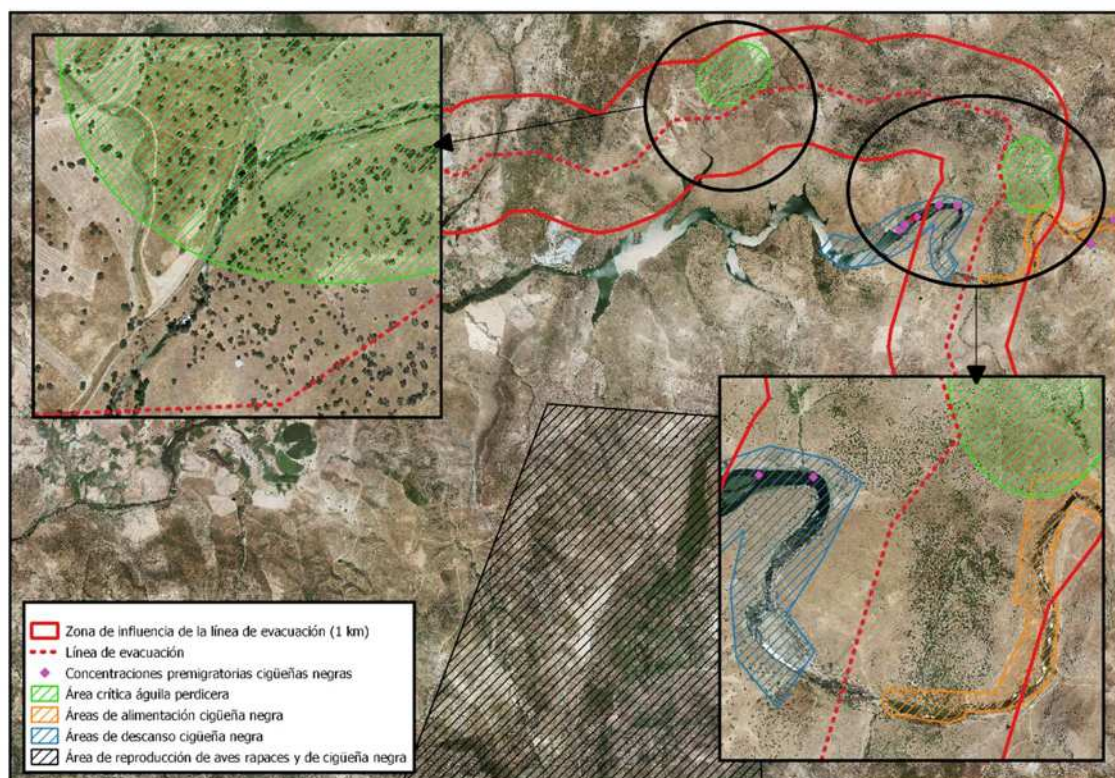 Zona de influencia de la línea de evacuación (1 km)
Línea de evacuación
Concentraciones premigratorias cigüeñas negras
Área crítica águila perdicera
Áreas de alimentación cigüeña negra
Áreas de descanso cigüeña negra
Área de reproducción de aves rapaces y de cigüeña negra